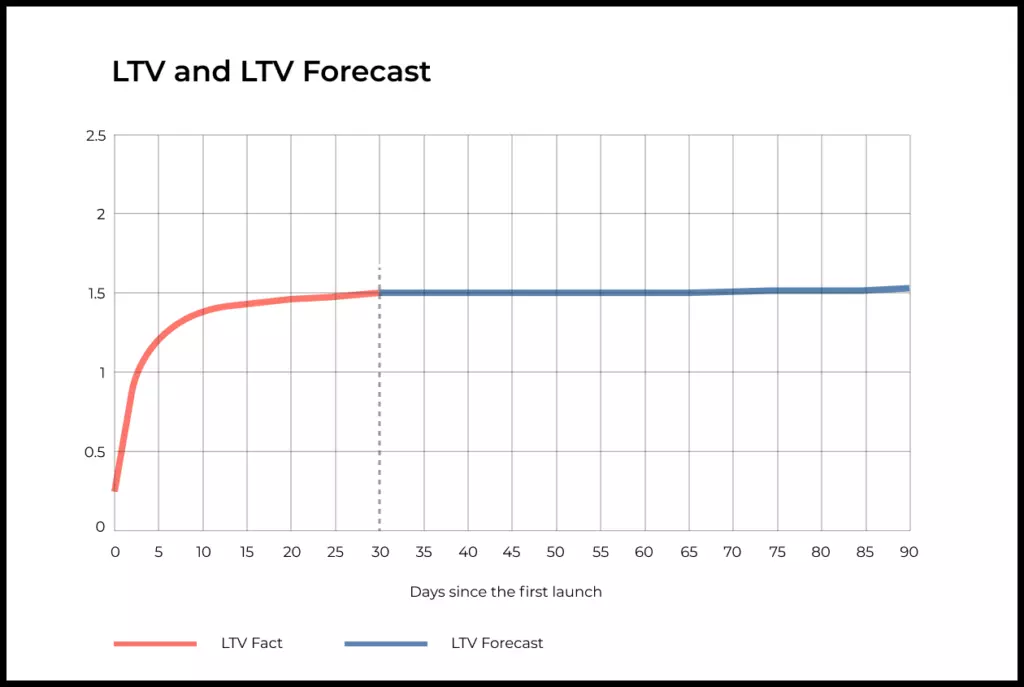 LTV and LTV Forecast
2.5
2
1.5
1
0.5
0
0 5 10 15 20 25 30 35 40 45 50 55 60 65 70 75 80 85 90
Days since the first launch
LTV Fact LTV Forecast